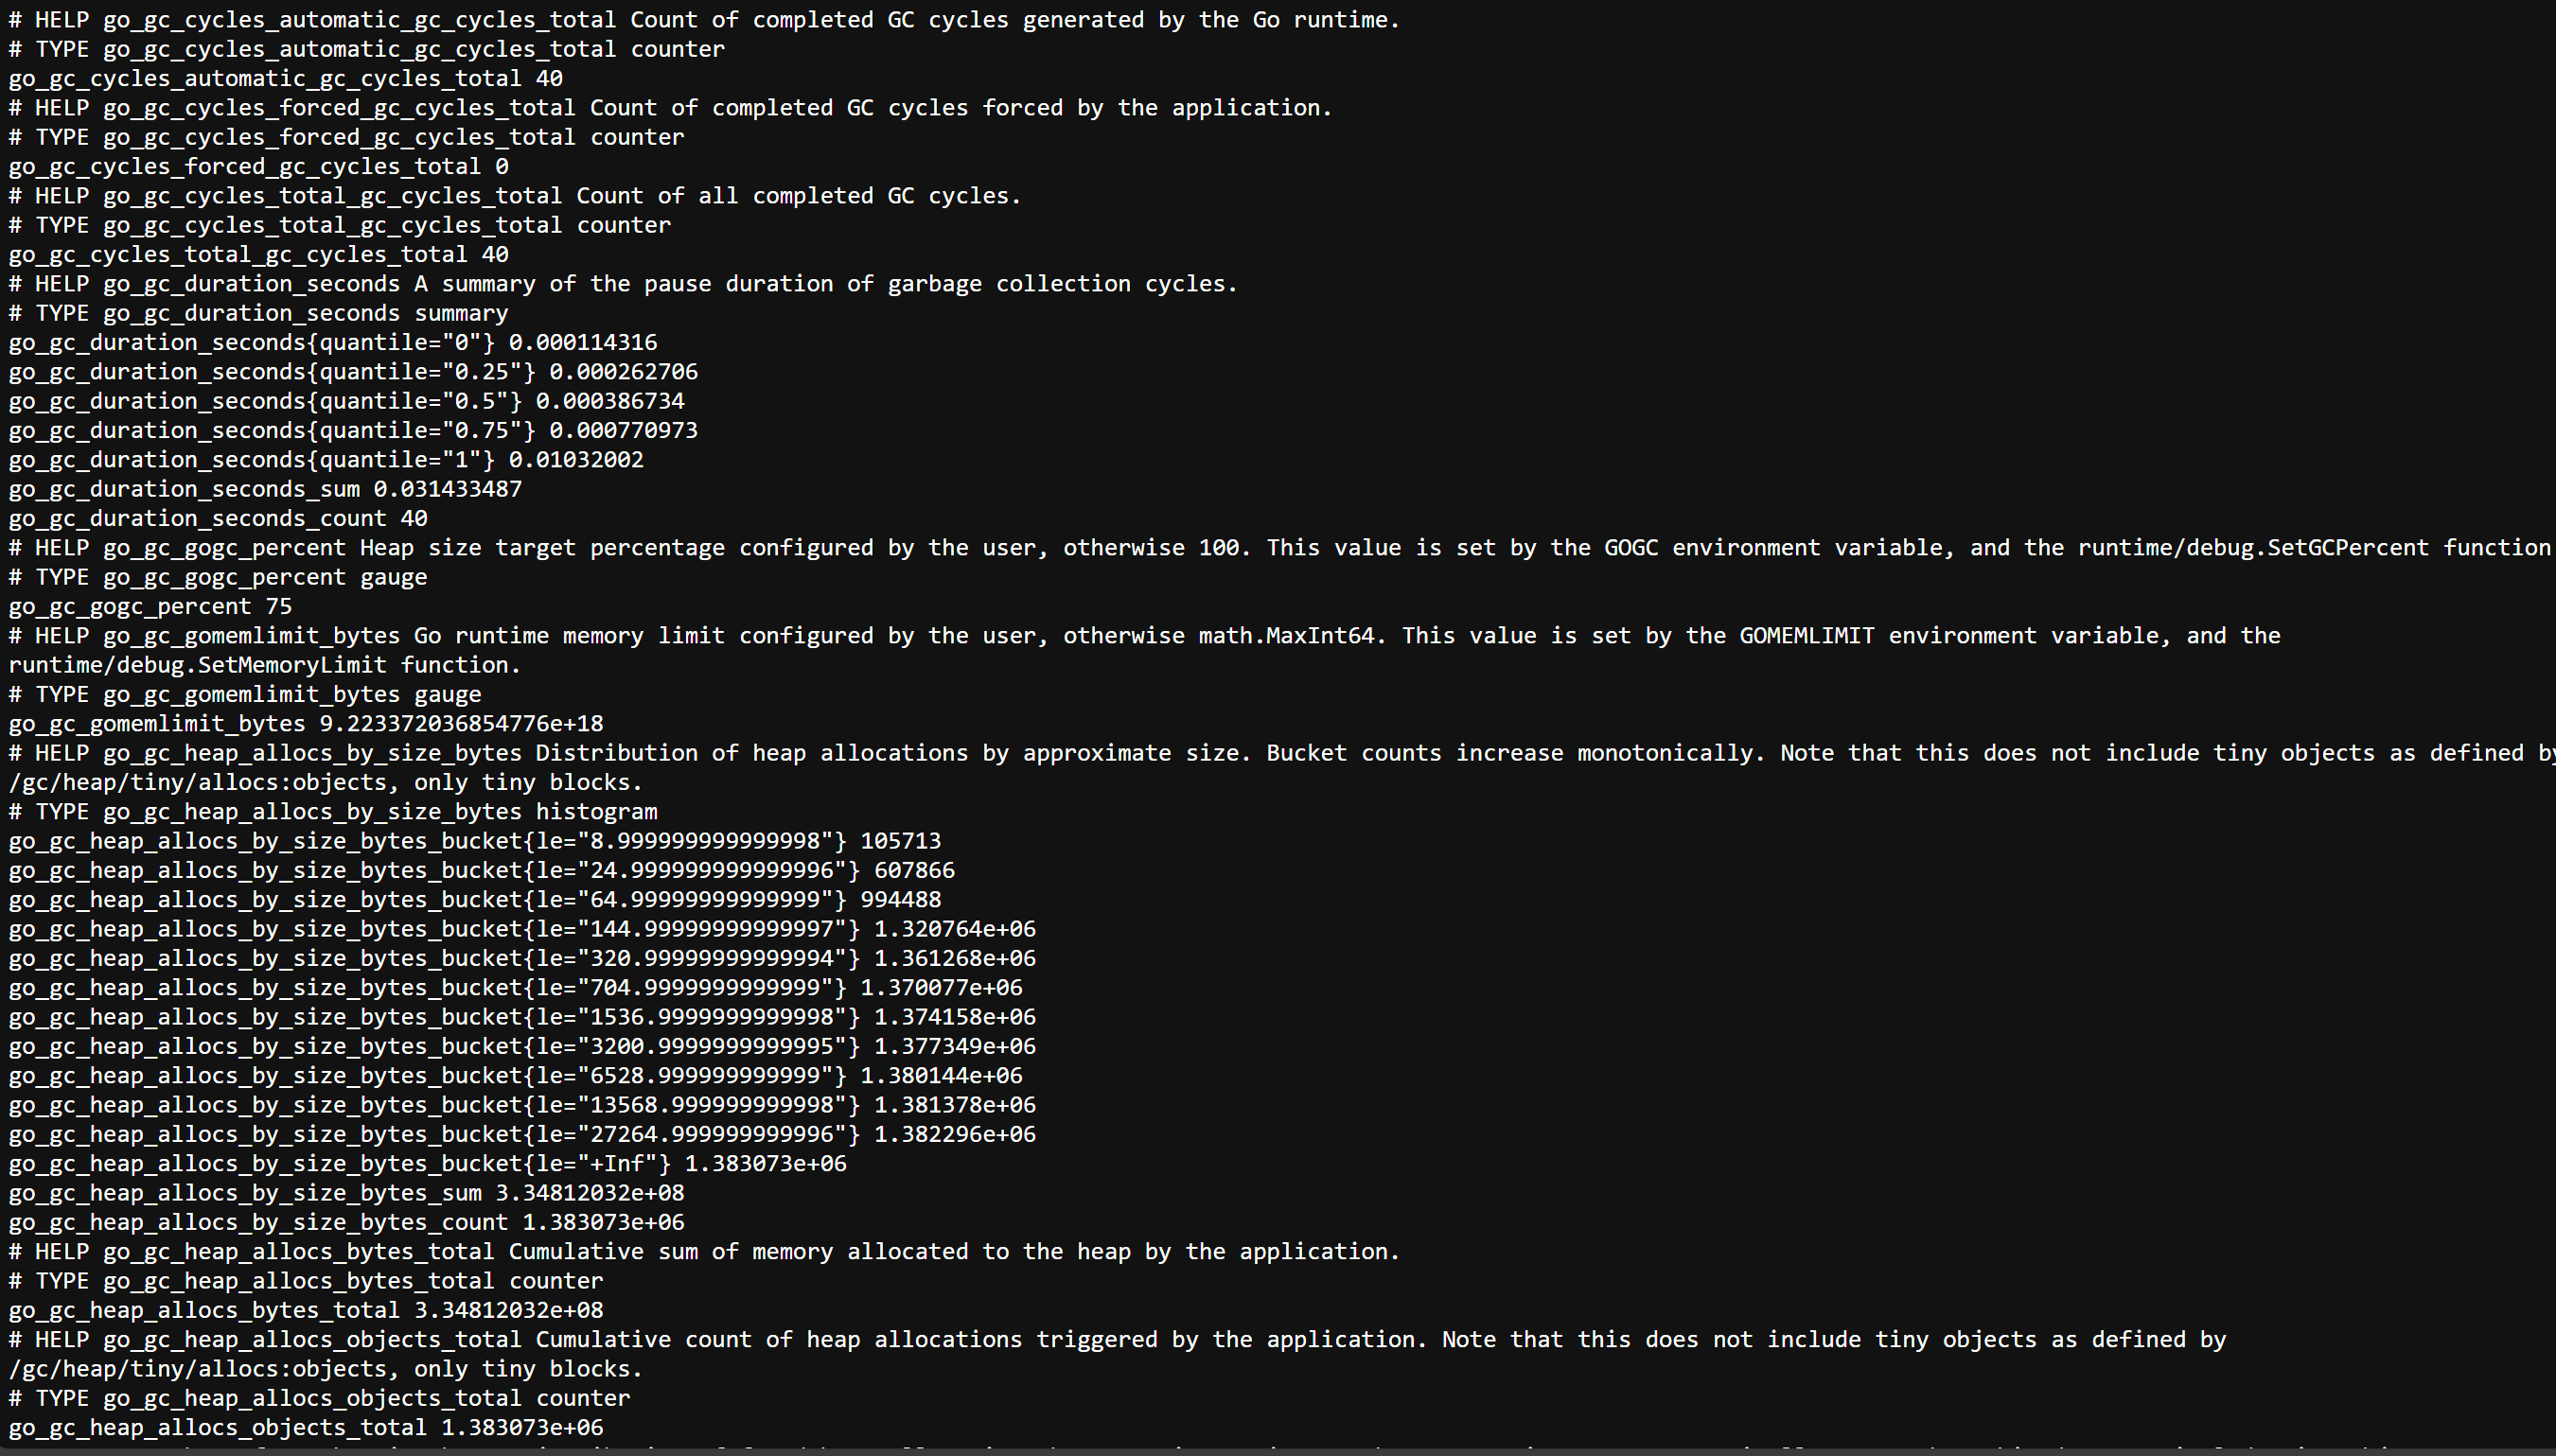 # HELP go_gc_cycles_automatic_gc_cycles_total Count of completed GC cycles generated by the Go runtime.
# TYPE go_gc_cycles_automatic_gc_cycles_total counter
go_gc_cycles_automatic_gc_cycles_total 40
# HELP go_gc_cycles_forced_gc_cycles_total Count of completed GC cycles forced by the application.
# TYPE go_gc_cycles_forced_gc_cycles_total counter
go_gc_cycles_forced_gc_cycles_total 0
# HELP go_gc_cycles_total_gc_cycles_total Count of all completed GC cycles.
# TYPE go_gc_cycles_total_gc_cycles_total counter
go_gc_cycles_total_gc_cycles_total 40
# HELP go_gc_duration_seconds A summary of the pause duration of garbage collection cycles.
# TYPE go_gc_duration_seconds summary
go_gc_duration_seconds{quantile="0"} 0.000114316
go_gc_duration_seconds{quantile="0.25"} 0.000262706
go_gc_duration_seconds{quantile="0.5"} 0.000386734
go_gc_duration_seconds{quantile="0.75"} 0.000770973
go_gc_duration_seconds{quantile="1"} 0.01032002
go_gc_duration_seconds_sum 0.031433487
go_gc_duration_seconds_count 40
# HELP go_gc_gogc_percent Heap size target percentage configured by the user, otherwise 100. This value is set by the GOGC environment variable, and the runtime/debug.SetGCPercent function
# TYPE go_gc_gogc_percent gauge
go_gc_gogc_percent 75
# HELP go_gc_gomemlimit_bytes Go runtime memory limit configured by the user, otherwise math.MaxInt64. This value is set by the GOMEMLIMIT environment variable, and the
runtime/debug.SetMemoryLimit function.
# TYPE go_gc_gomemlimit_bytes gauge
go_gc_gomemlimit_bytes 9.223372036854776e+18
# HELP go_gc_heap_allocs_by_size_bytes Distribution of heap allocations by approximate size. Bucket counts increase monotonically. Note that this does not include tiny objects as defined by
/gc/heap/tiny/allocs:objects, only tiny blocks.
# TYPE go_gc_heap_allocs_by_size_bytes histogram
go_gc_heap_allocs_by_size_bytes_bucket{le="8.999999999999998"} 105713
go_gc_heap_allocs_by_size_bytes_bucket{le="24.999999999999996"} 607866
go_gc_heap_allocs_by_size_bytes_bucket{le="64.99999999999999"} 994488
go_gc_heap_allocs_by_size_bytes_bucket{le="144.99999999999997"} 1.320764e+06
go_gc_heap_allocs_by_size_bytes_bucket{le="320.99999999999994"} 1.361268e+06
go_gc_heap_allocs_by_size_bytes_bucket{le="704.9999999999999"} 1.370077e+06
go_gc_heap_allocs_by_size_bytes_bucket{le="1536.9999999999998"} 1.374158e+06
go_gc_heap_allocs_by_size_bytes_bucket{le="3200.9999999999995"} 1.377349e+06
go_gc_heap_allocs_by_size_bytes_bucket{le="6528.999999999999"} 1.380144e+06
go_gc_heap_allocs_by_size_bytes_bucket{le="13568.999999999998"} 1.381378e+06
go_gc_heap_allocs_by_size_bytes_bucket{le="27264.999999999996"} 1.382296e+06
go_gc_heap_allocs_by_size_bytes_bucket{le="+Inf"} 1.383073e+06
go_gc_heap_allocs_by_size_bytes_sum 3.34812032e+08
go_gc_heap_allocs_by_size_bytes_count 1.383073e+06
# HELP go_gc_heap_allocs_bytes_total Cumulative sum of memory allocated to the heap by the application.
# TYPE go_gc_heap_allocs_bytes_total counter
go_gc_heap_allocs_bytes_total 3.34812032e+08
# HELP go_gc_heap_allocs_objects_total Cumulative count of heap allocations triggered by the application. Note that this does not include tiny objects as defined by
/gc/heap/tiny/allocs:objects, only tiny blocks.
# TYPE go_gc_heap_allocs_objects_total counter
go_gc_heap_allocs_objects_total 1.383073e+06